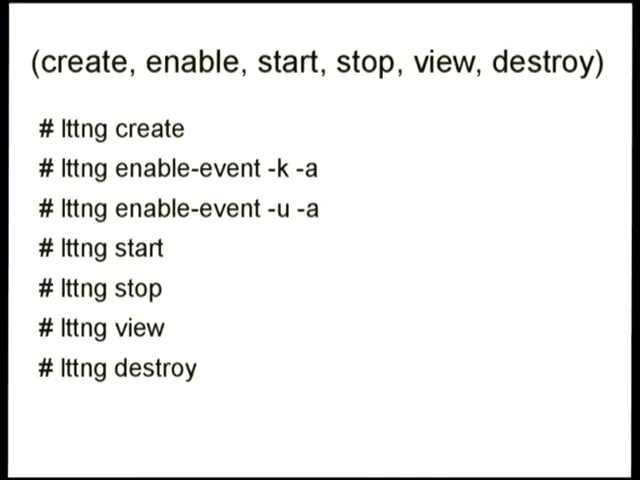 (create, enable, start, stop, view, destroy)
# lttng create
# lttng enable-event -k -a
# lttng enable-event -u -a
# lttng start
# lttng stop
# lttng view
# lttng destroy